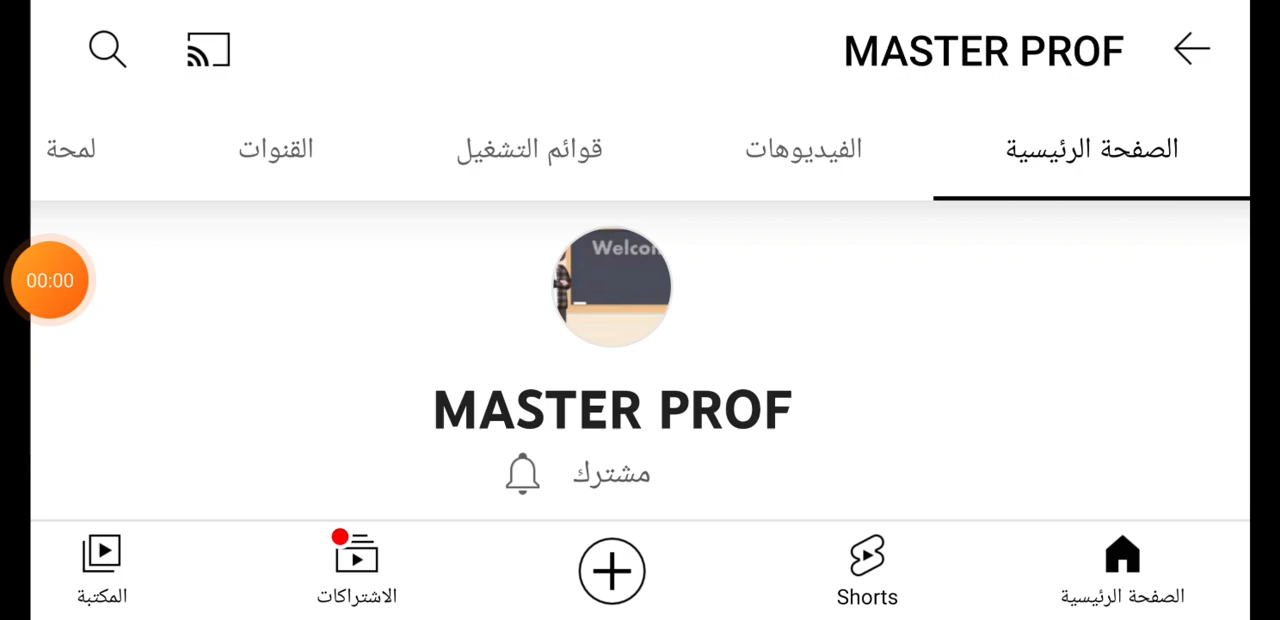 MASTER PROF
الصفحة الرئيسية الفيديوهات قوائم التشغيل القنوات لمحة
Welcom
00:00
MASTER PROF
مشترك
الصفحة الرئيسية Shorts الاشتراكات المكتبة